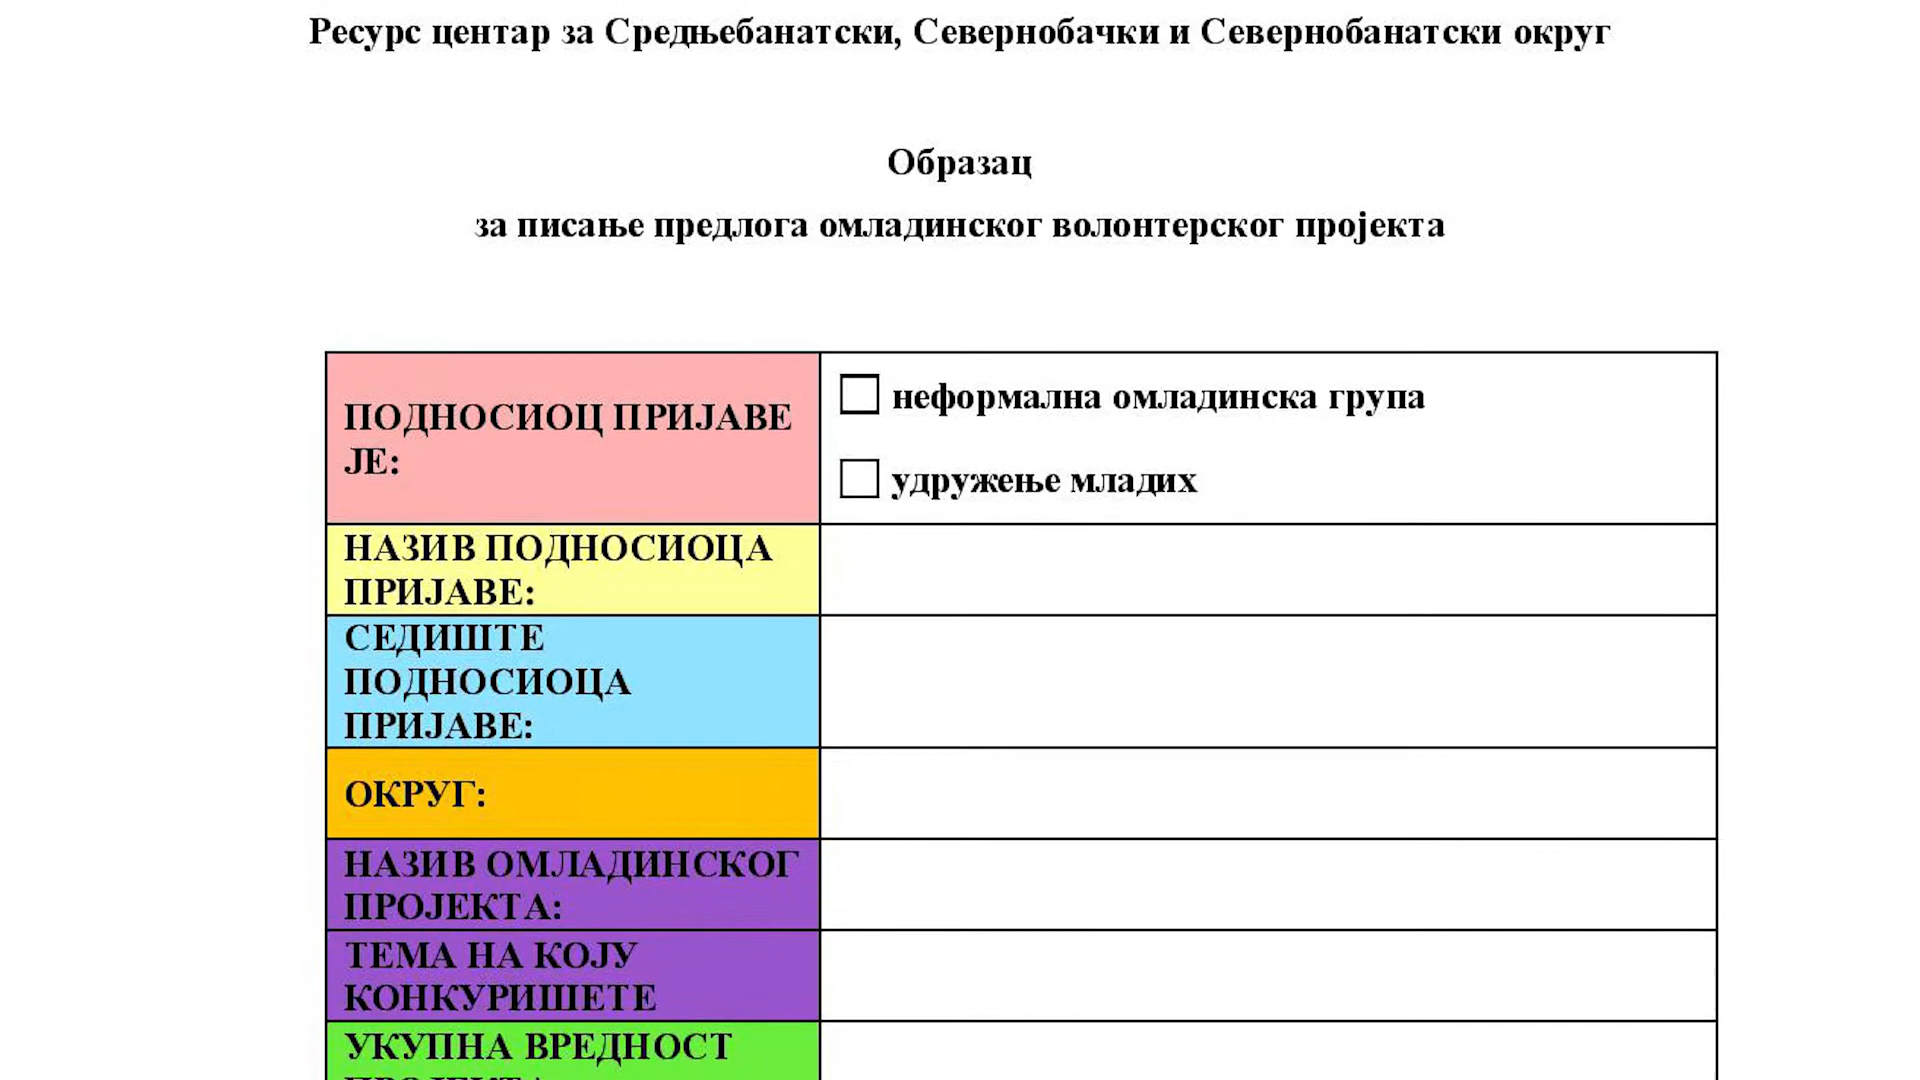 Ресурс центар за Средњебанатски, Севернобачки и Севернобанатски округ
Образац
за писање предлога омладинског волонтерског пројекта
ПОДНОСИОЦ ПРИЈАВЕ
ЈЕ:
неформална омладинска група
удружење младих
НАЗИВ ПОДНОСИОЦА
ПРИЈАВЕ:
СЕДИШТЕ
ПОДНОСИОЦА
ПРИЈАВЕ:
ОКРУГ:
НАЗИВ ОМЛАДИНСКОГ
ПРОЈЕКТА:
ТЕМА НА КОЈУ
КОНКУРИШЕТЕ
УКУПНА ВРЕДНОСТ